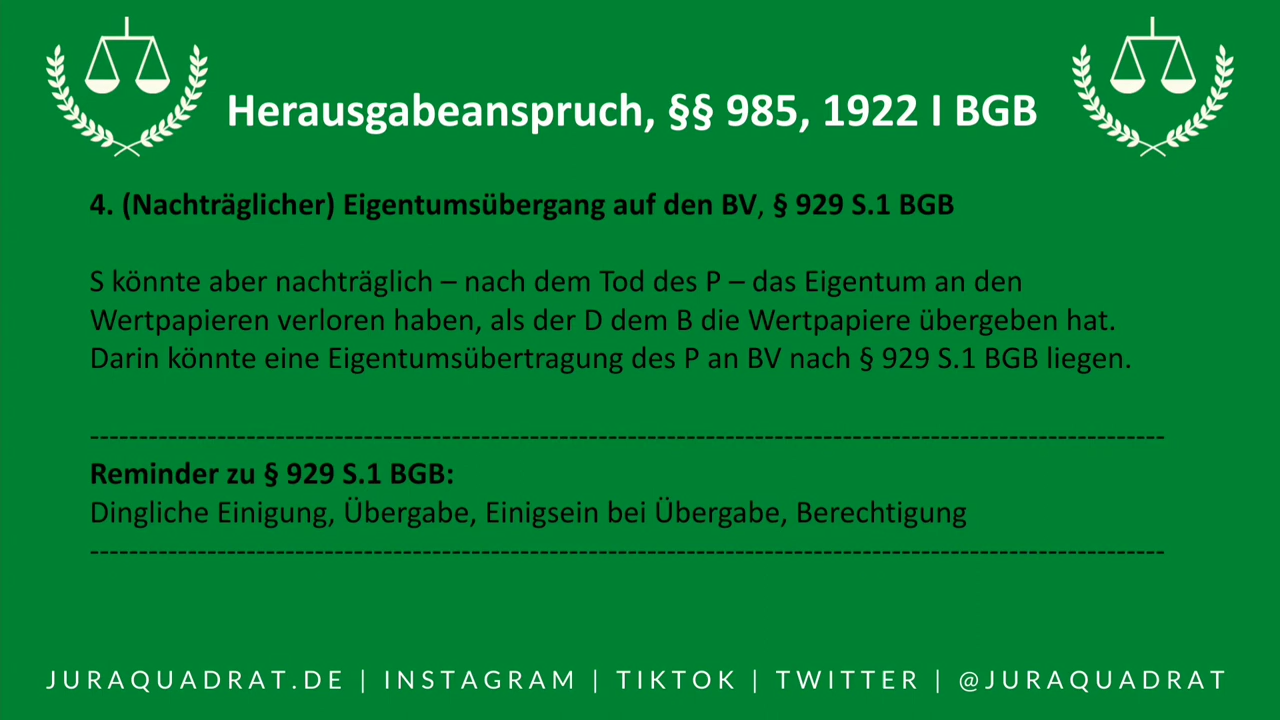 Herausgabeanspruch, §§ 985, 1922 I BGB
4. (Nachträglicher) Eigentumsübergang auf den BV, § 929 S.1 BGB
S könnte aber nachträglich – nach dem Tod des P – das Eigentum an den
Wertpapieren verloren haben, als der D dem B die Wertpapiere übergeben hat.
Darin könnte eine Eigentumsübertragung des P an BV nach § 929 S.1 BGB liegen.
--------------------------------------------------------------------------------------------------------------
Reminder zu § 929 S.1 BGB:
Dingliche Einigung, Übergabe, Einigsein bei Übergabe, Berechtigung
--------------------------------------------------------------------------------------------------------------
JURAQUADRAT.DE | INSTAGRAM | TIKTOK | TWITTER | @JURAQUADRAT